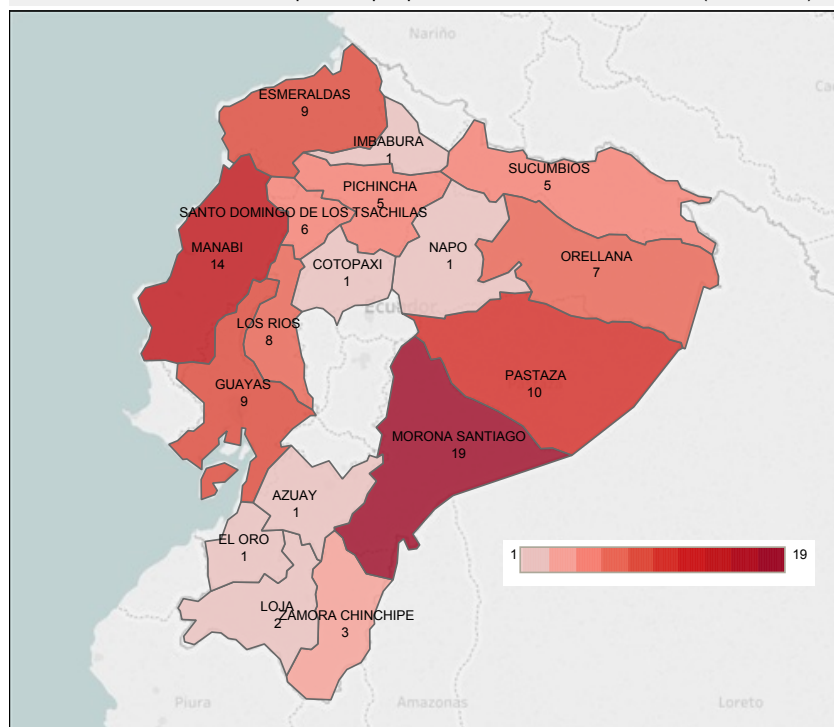 Nariño
ESMERALDAS
9
IMBABURA
1
SUCUMBIOS
5
PICHINCHA
5
SANTO DOMINGO DE LOS TSACHILAS
6
MANABI
14
NAPO
1
ORELLANA
7
COTOPAXI
1
Ecuador
LOS RIOS
8
PASTAZA
10
GUAYAS
9
MORONA SANTIAGO
19
AZUAY
1
EL ORO
1
1
19
LOJA
2
ZAMORA CHINCHIPE
3
Piura
Amazonas
Loreto